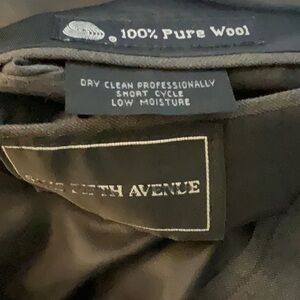 100% Pure Wool
DRY CLEAN PROFESSIONALLY
SHORT CYCLE
LOW MOISTURE
FIFTH AVENUE